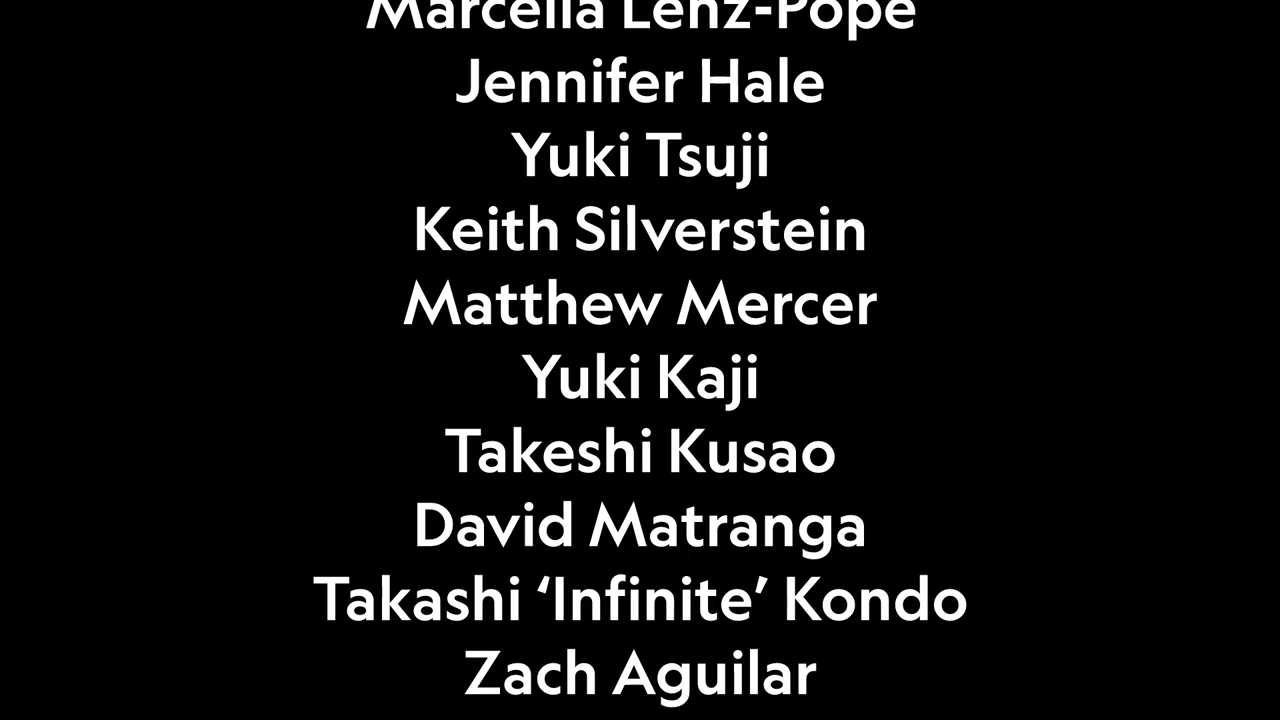 Marcella Lenz-Pope
Jennifer Hale
Yuki Tsuji
Keith Silverstein
Matthew Mercer
Yuki Kaji
Takeshi Kusao
David Matranga
Takashi ‘Infinite’ Kondo
Zach Aguilar